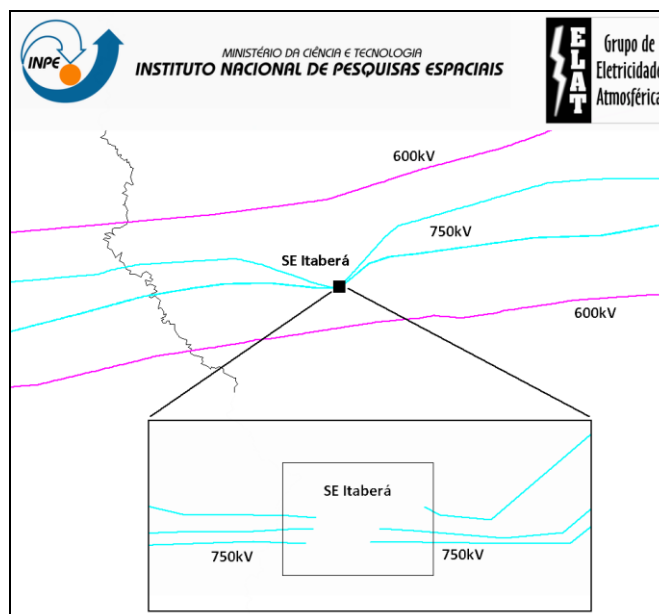 INPE
MINISTÉRIO DA CIÊNCIA E TECNOLOGIA
INSTITUTO NACIONAL DE PESQUISAS ESPACIAIS
ELAT
Grupo de
Eletricidade
Atmosférica
600kV
750kV
SE Itaberá
600kV
SE Itaberá
750kV
750kV